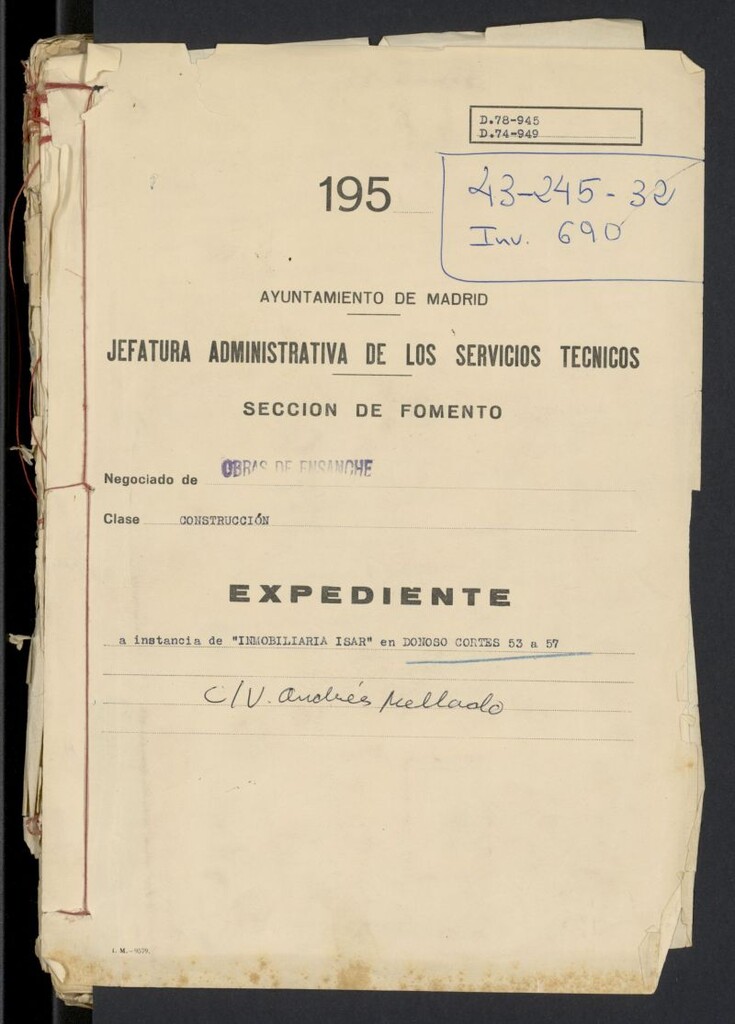 D.78-945
D.74-949
195
43-245-32
Inv. 690
AYUNTAMIENTO DE MADRID
JEFATURA ADMINISTRATIVA DE LOS SERVICIOS TECNICOS
SECCION DE FOMENTO
Negociado de OBRAS DE ENSANCHE
Clase CONSTRUCCIÓN
EXPEDIENTE
a instancia de "INMOBILIARIA ISAR" en DONOSO CORTES 53 a 57
C/V. Andrés Mellado